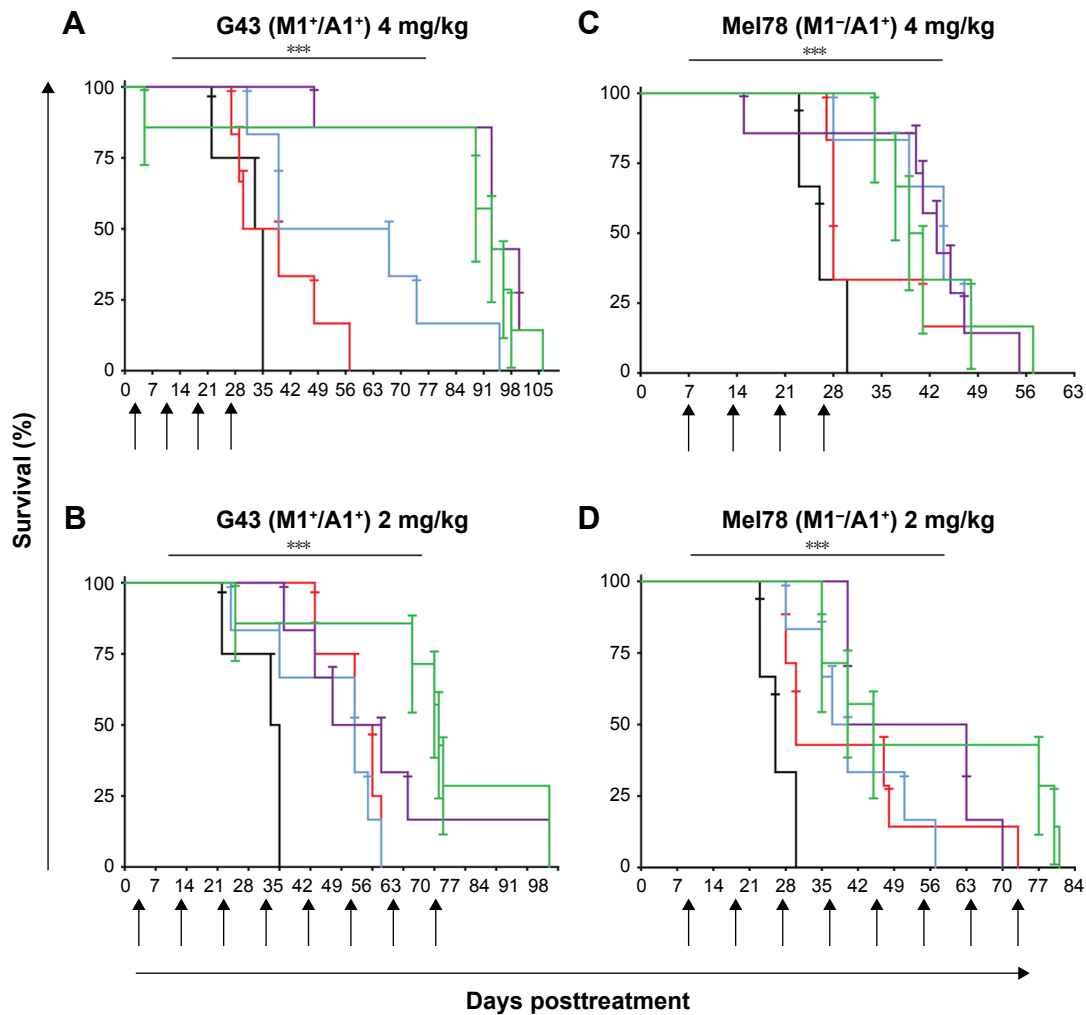 A
G43 (M1⁺/A1⁺) 4 mg/kg
***
100
75
50
25
0
0 7 14 21 28 35 42 49 56 63 70 77 84 91 98 105
C
Mel78 (M1⁻/A1⁺) 4 mg/kg
***
100
75
50
25
0
0 7 14 21 28 35 42 49 56 63
Survival (%)
B
G43 (M1⁺/A1⁺) 2 mg/kg
***
100
75
50
25
0
0 7 14 21 28 35 42 49 56 63 70 77 84 91 98
D
Mel78 (M1⁻/A1⁺) 2 mg/kg
***
100
75
50
25
0
0 7 14 21 28 35 42 49 56 63 70 77 84
Days posttreatment